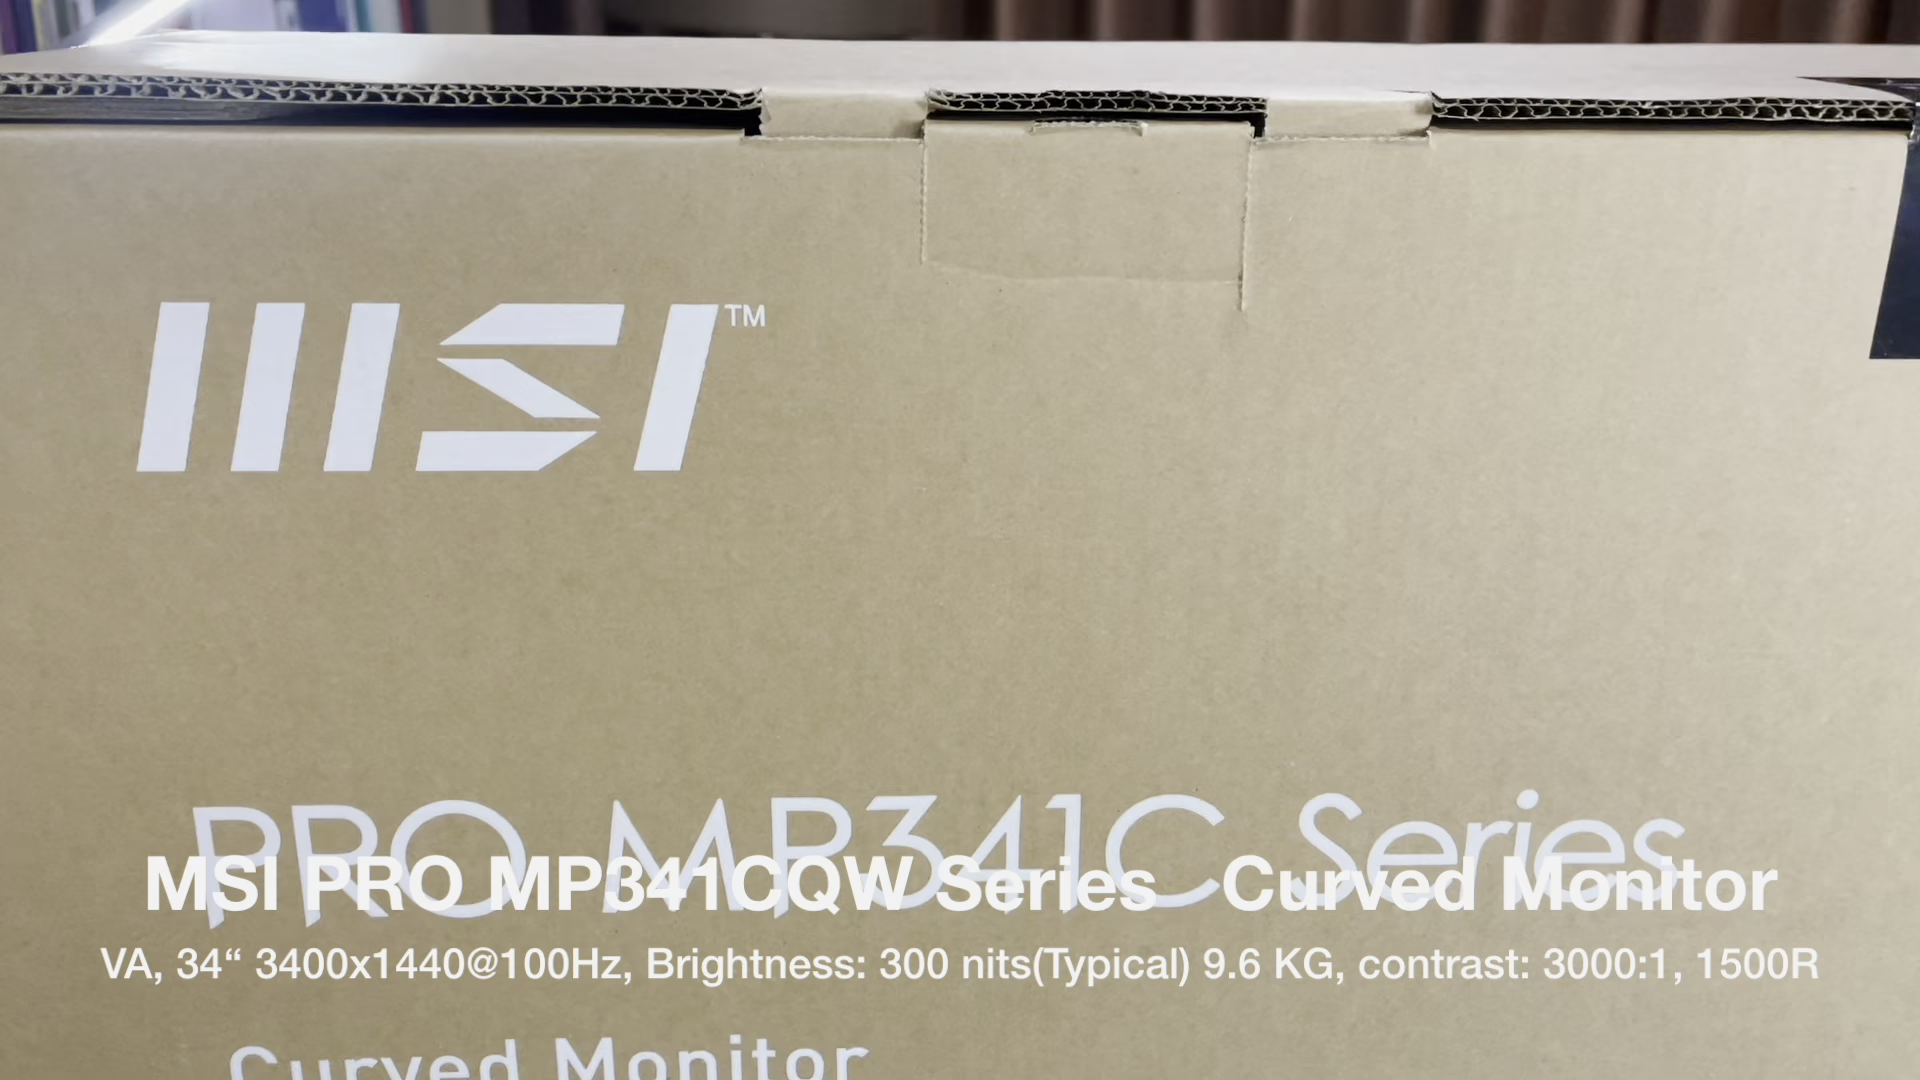 MSI™
PRO MP341C Series
MSI PRO MP341CQW Series Curved Monitor
VA, 34“ 3400x1440@100Hz, Brightness: 300 nits(Typical) 9.6 KG, contrast: 3000:1, 1500R
Curved Monitor